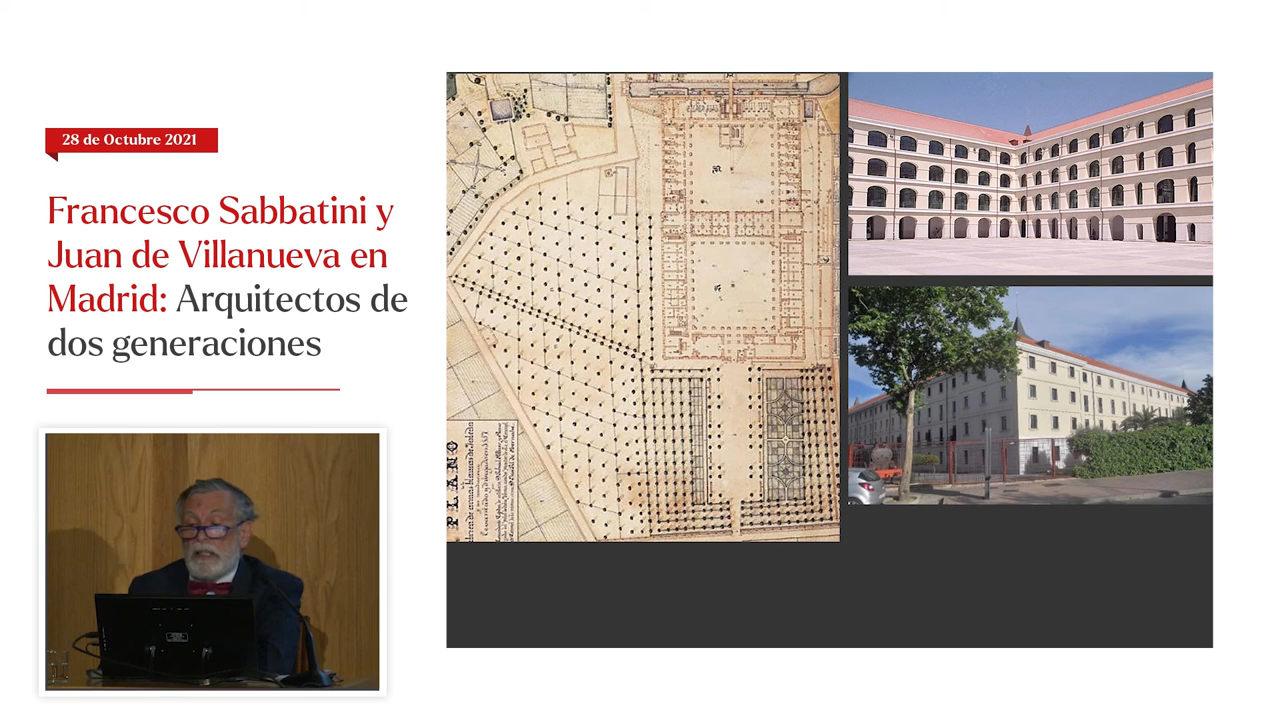 28 de Octubre 2021
Francesco Sabbatini y
Juan de Villanueva en
Madrid: Arquitectos de
dos generaciones
PLANO